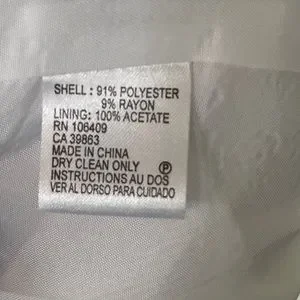 SHELL : 91% POLYESTER
9% RAYON
LINING: 100% ACETATE
RN 106409
CA 39863
MADE IN CHINA
DRY CLEAN ONLY Ⓟ
INSTRUCTIONS AU DOS
VER AL DORSO PARA CUIDADO